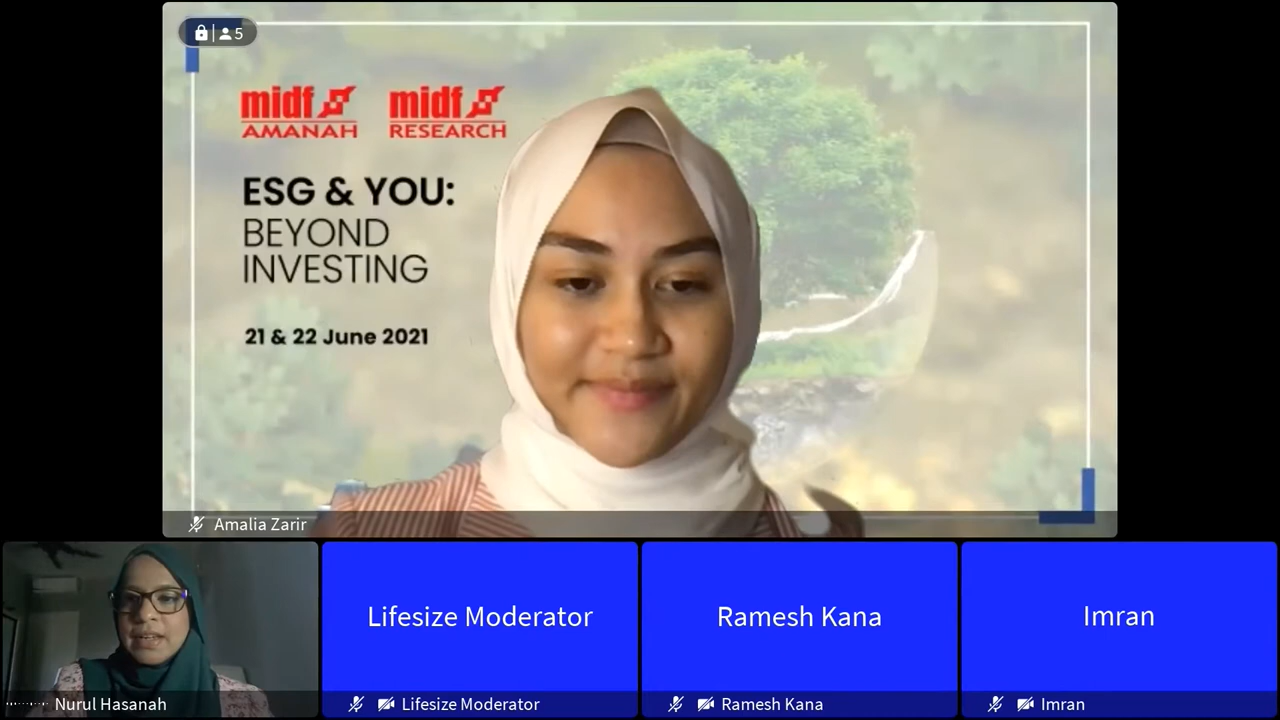 5
midf midf
AMANAH RESEARCH
ESG & YOU:
BEYOND
INVESTING
21 & 22 June 2021
Amalia Zarir
Lifesize Moderator
Ramesh Kana
Imran
Nurul Hasanah
Lifesize Moderator
Ramesh Kana
Imran